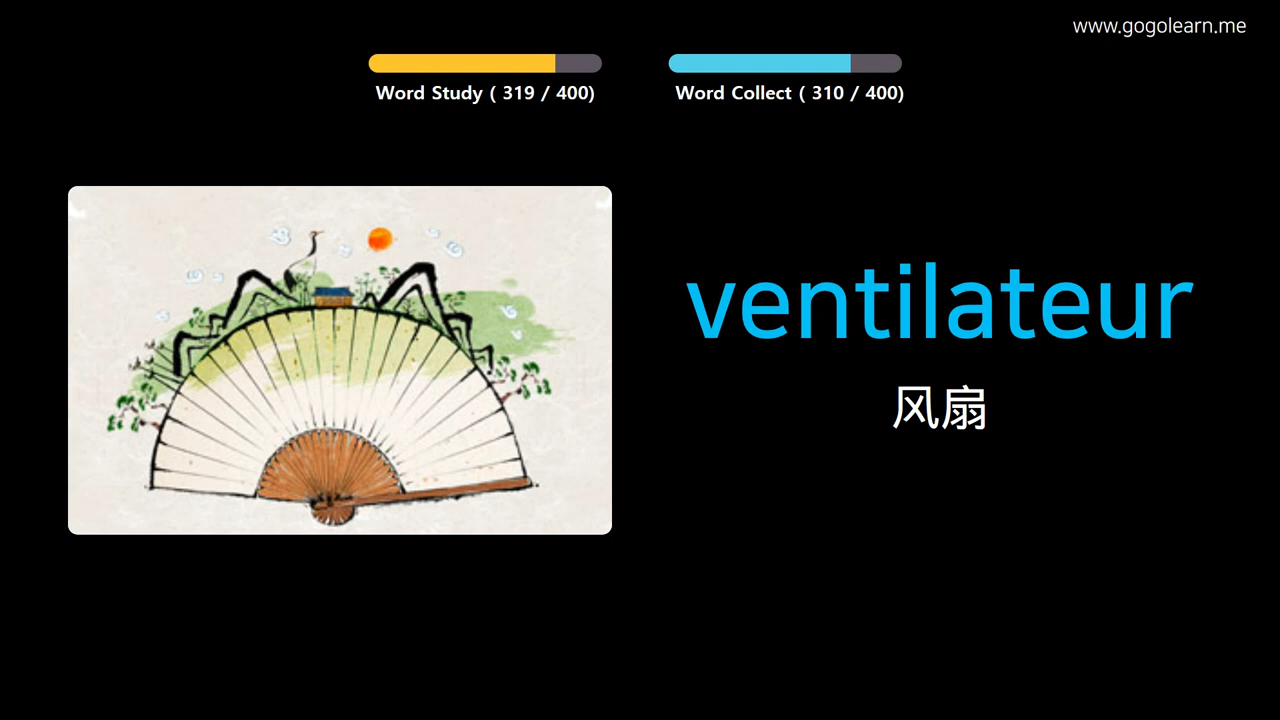 www.gogolearn.me
Word Study ( 319 / 400)
Word Collect ( 310 / 400)
ventilateur
风扇